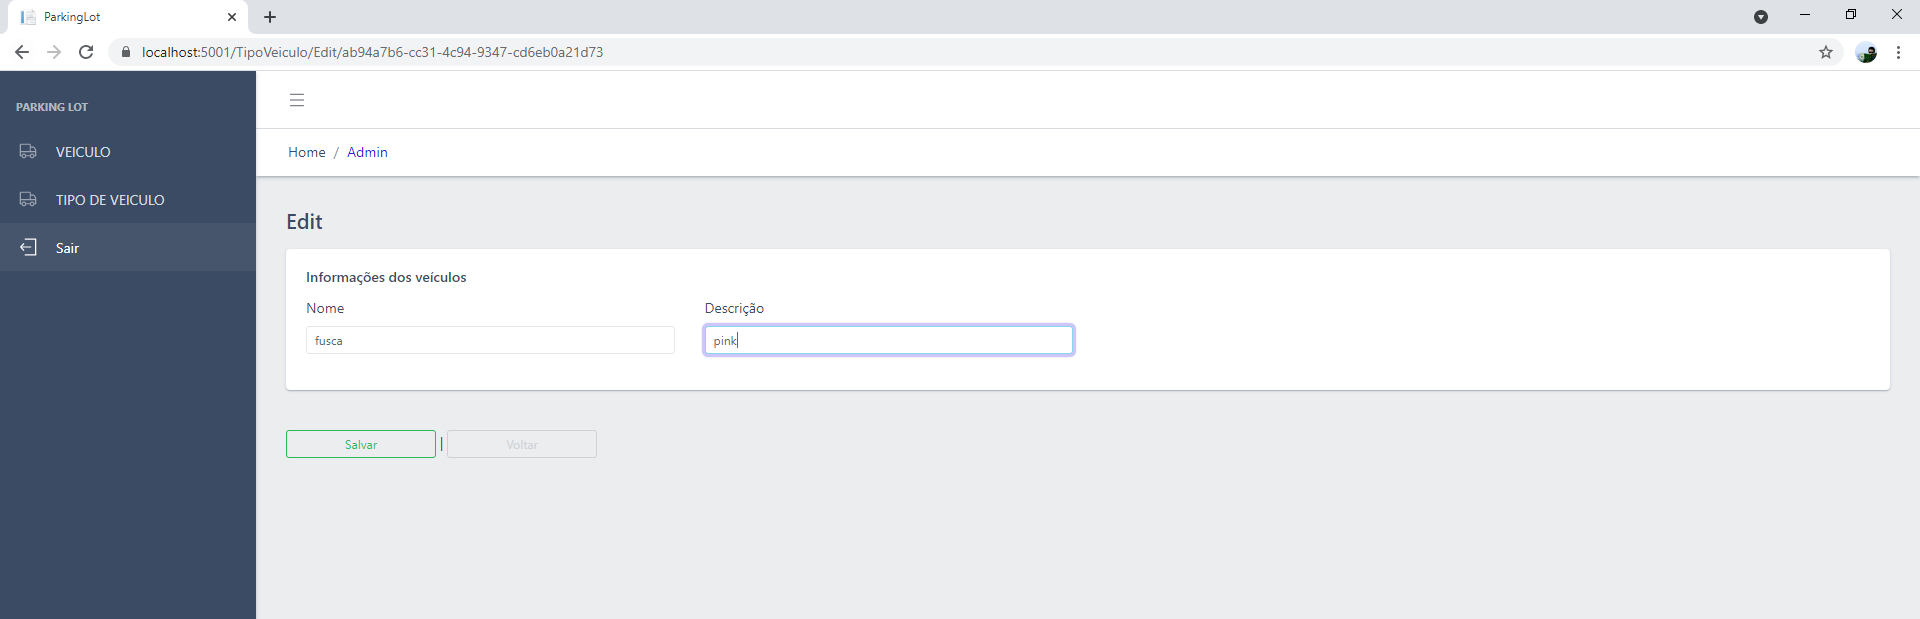 ParkingLot
localhost:5001/TipoVeiculo/Edit/ab94a7b6-cc31-4c94-9347-cd6eb0a21d73
PARKING LOT
VEICULO
TIPO DE VEICULO
Sair
Home / Admin
Edit
Informações dos veículos
Nome Descrição
fusca pink
Salvar | Voltar